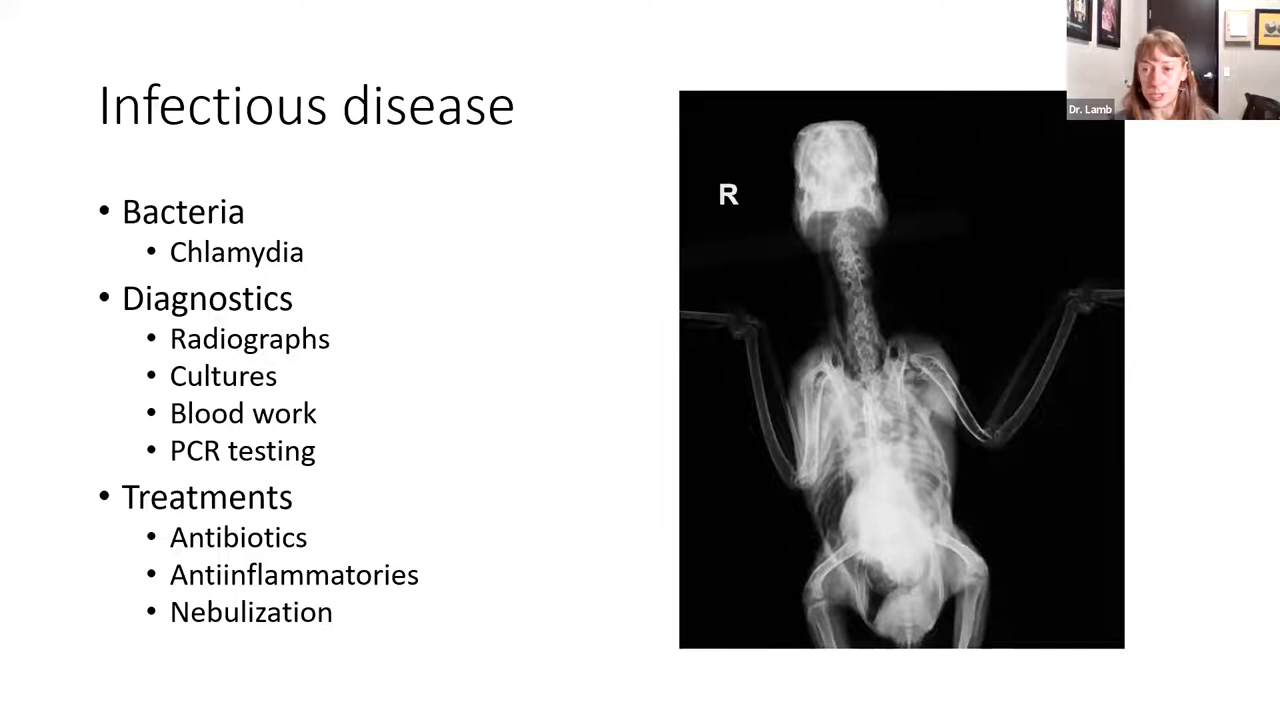 Infectious disease
• Bacteria
• Chlamydia
• Diagnostics
• Radiographs
• Cultures
• Blood work
• PCR testing
• Treatments
• Antibiotics
• Antiinflammatories
• Nebulization
R
Dr. Lamb